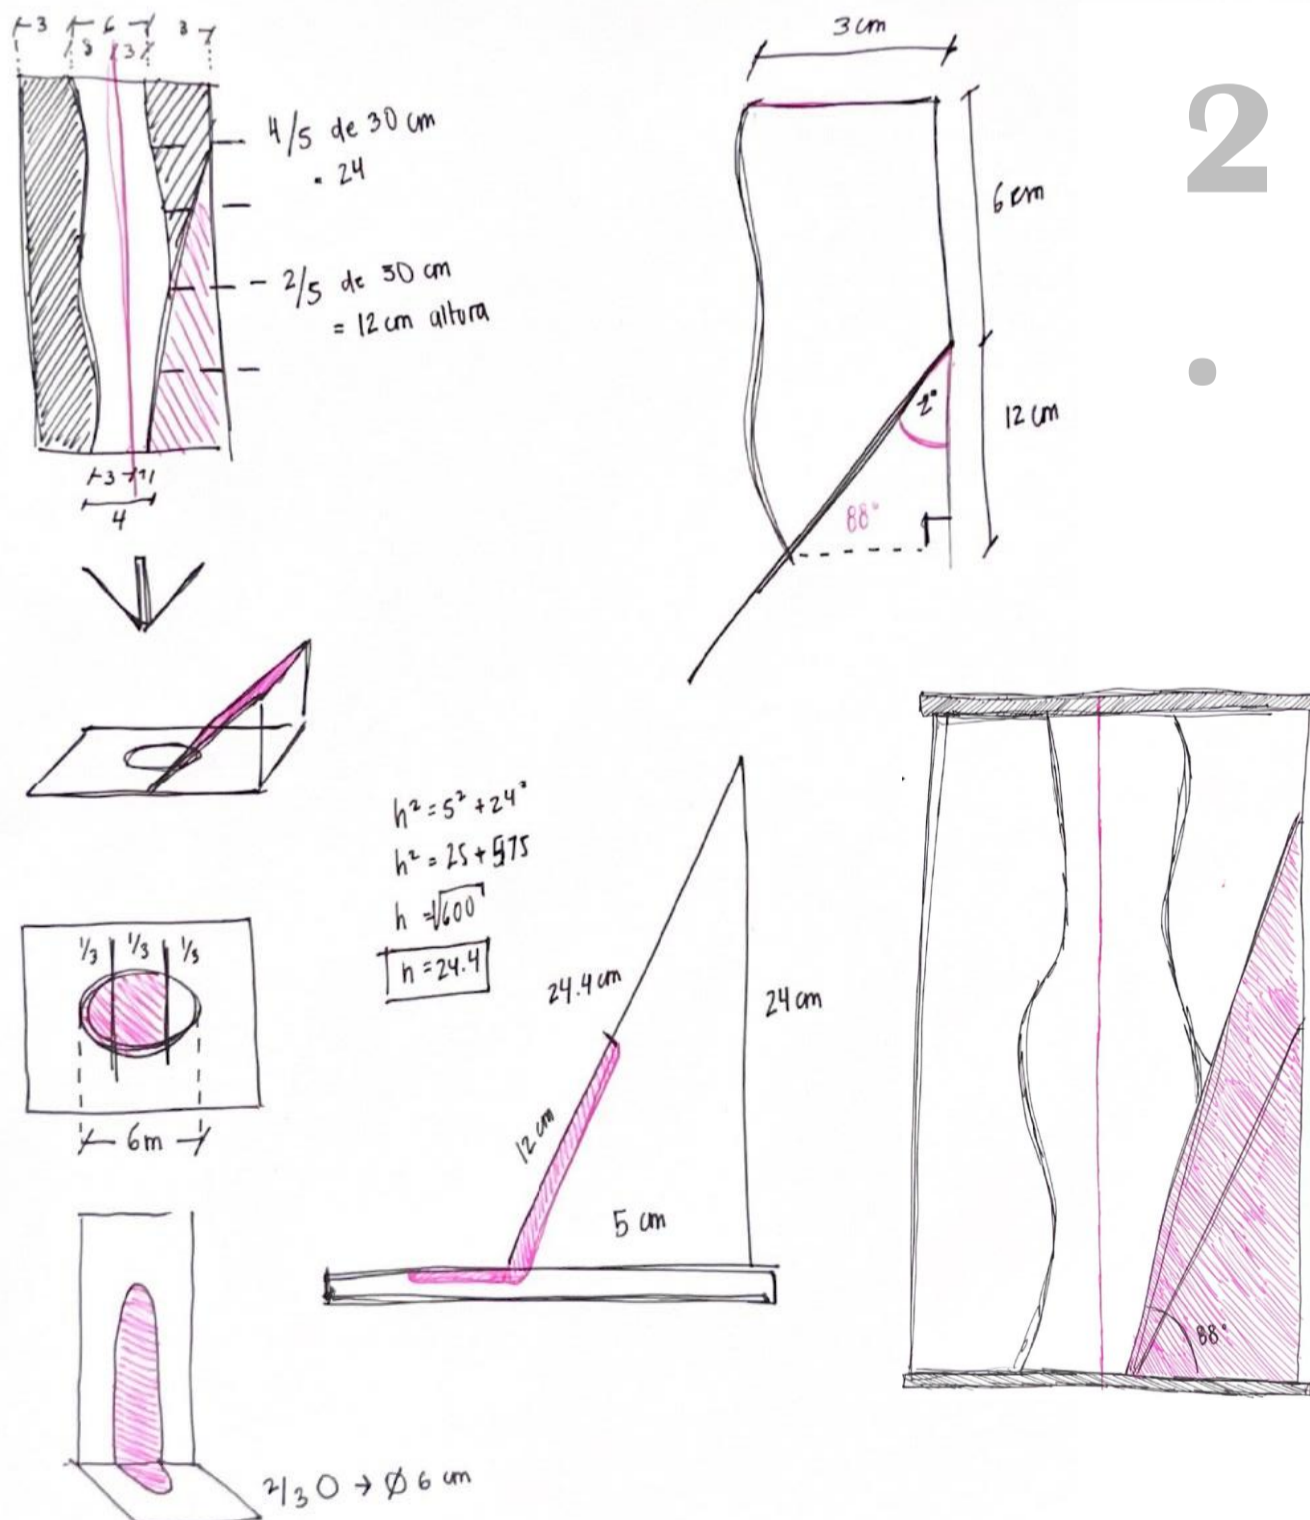 3 6 3
3 3
4/5 de 30 cm
= 24
2/5 de 30 cm
= 12 cm altura
3 1
4
3 cm
6 cm
2°
12 cm
88°
2
.
h² = 5² + 24²
h² = 25 + 575
h = √600
h = 24.4
24.4 cm
24 cm
12 cm
5 cm
1/3 1/3 1/3
6m
88°
2/3 O → Ø 6 cm